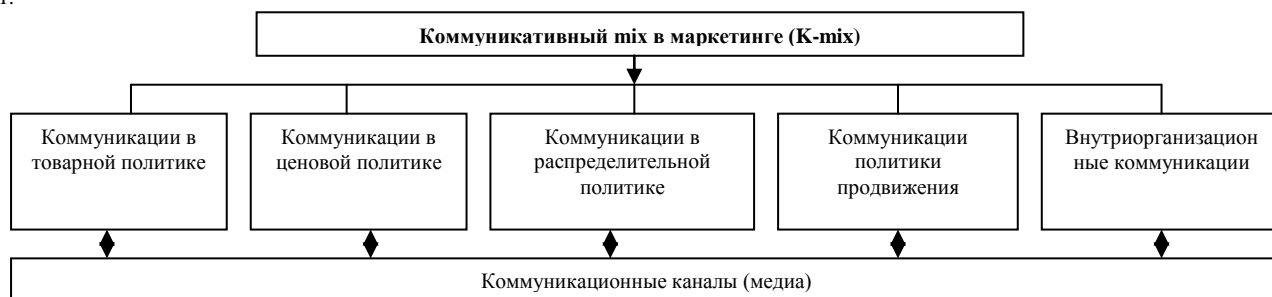 Коммуникативный mix в маркетинге (K-mix)
Коммуникации в
товарной политике
Коммуникации в
ценовой политике
Коммуникации в
распределительной
политике
Коммуникации
политики
продвижения
Внутриорганизацион
ные коммуникации
Коммуникационные каналы (медиа)